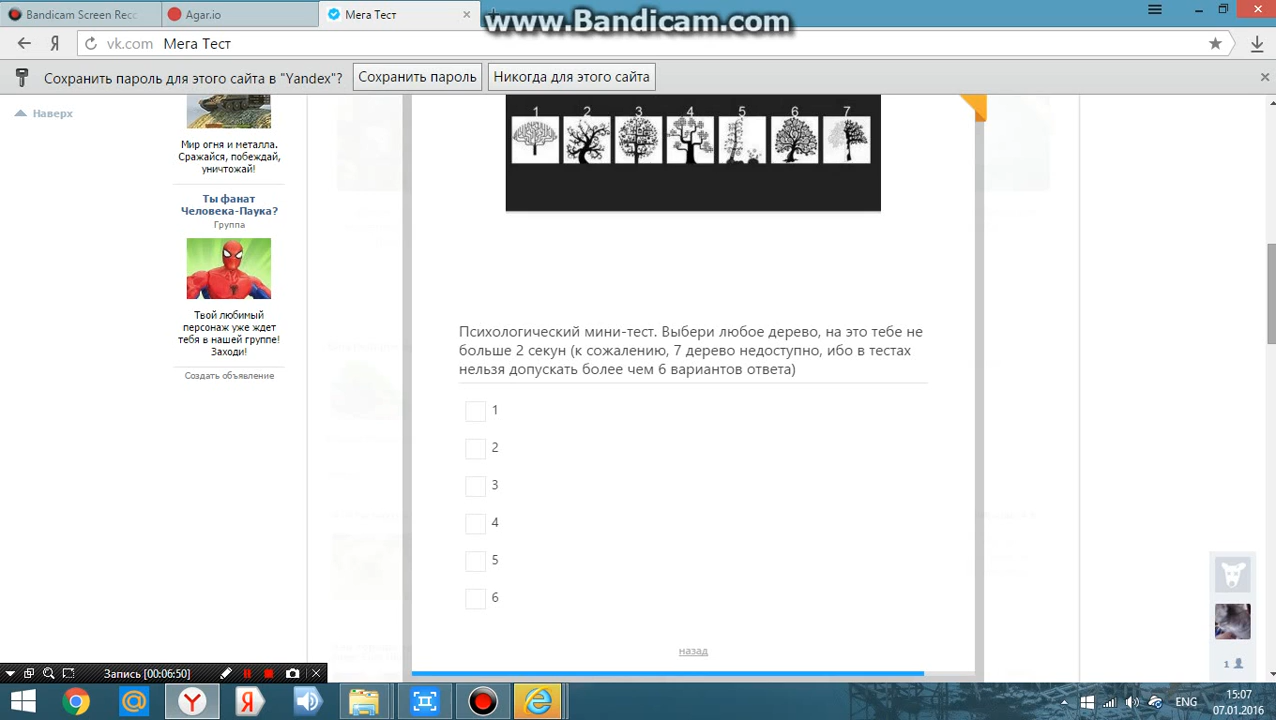 Bandicam Screen Reco
Agar.io
Мега Тест
www.Bandicam.com
Я
vk.com Мега Тест
Сохранить пароль для этого сайта в "Yandex"?
Сохранить пароль
Никогда для этого сайта
Наверх
Мир огня и металла.
Сражайся, побеждай,
уничтожай!
Ты фанат
Человека-Паука?
Группа
Твой любимый
персонаж уже ждет
тебя в нашей группе!
Заходи!
Создать объявление
1 2 3 4 5 6 7
Психологический мини-тест. Выбери любое дерево, на это тебе не
больше 2 секун (к сожалению, 7 дерево недоступно, ибо в тестах
нельзя допускать более чем 6 вариантов ответа)
1
2
3
4
5
6
назад
1
Запись [00:06:50]
ENG
15:07
07.01.2016